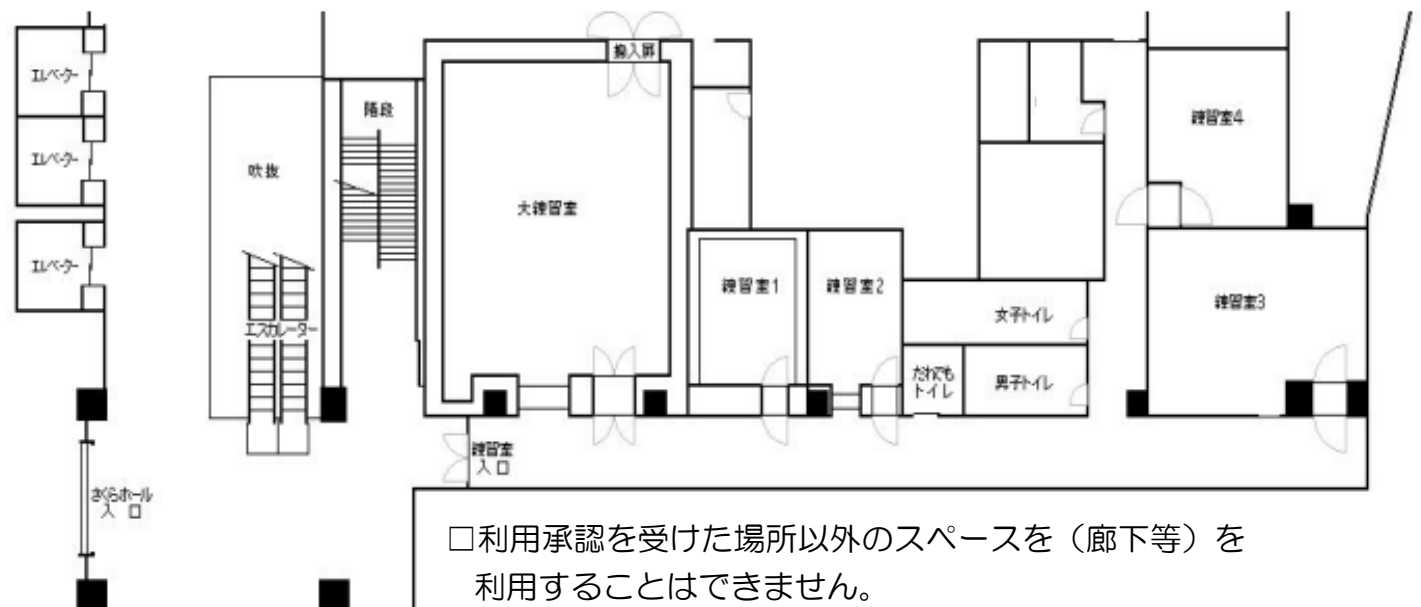 エレベーター
エレベーター
エレベーター
吹抜
エスカレーター
階段
搬入扉
大練習室
練習室1
練習室2
女子トイレ
だれでも
トイレ
男子トイレ
練習室4
練習室3
練習室
入口
さくらホール
入口
□利用承認を受けた場所以外のスペースを（廊下等）を
利用することはできません。